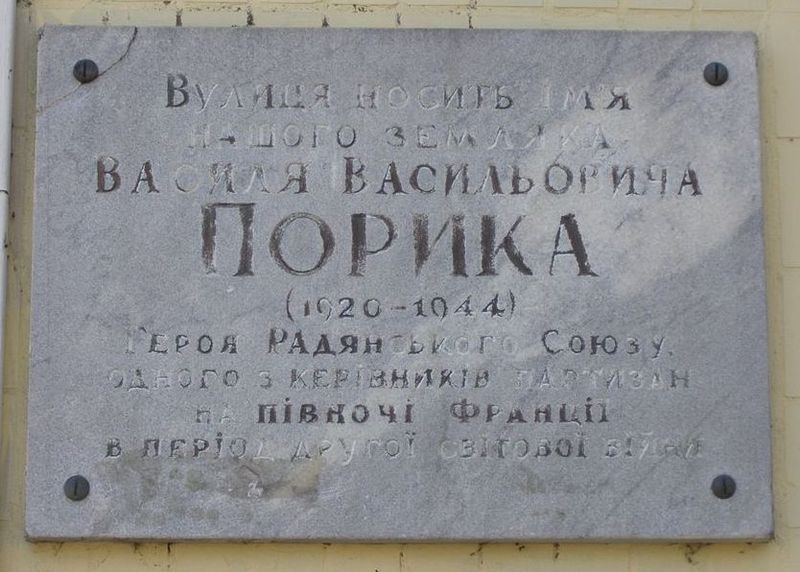 Вулиця носить ім'я
нашого земляка
Василя Васильовича
Порика
(1920-1944)
Героя Радянського Союзу,
одного з керівників партизан
на півночі Франції
в період другої світової війни